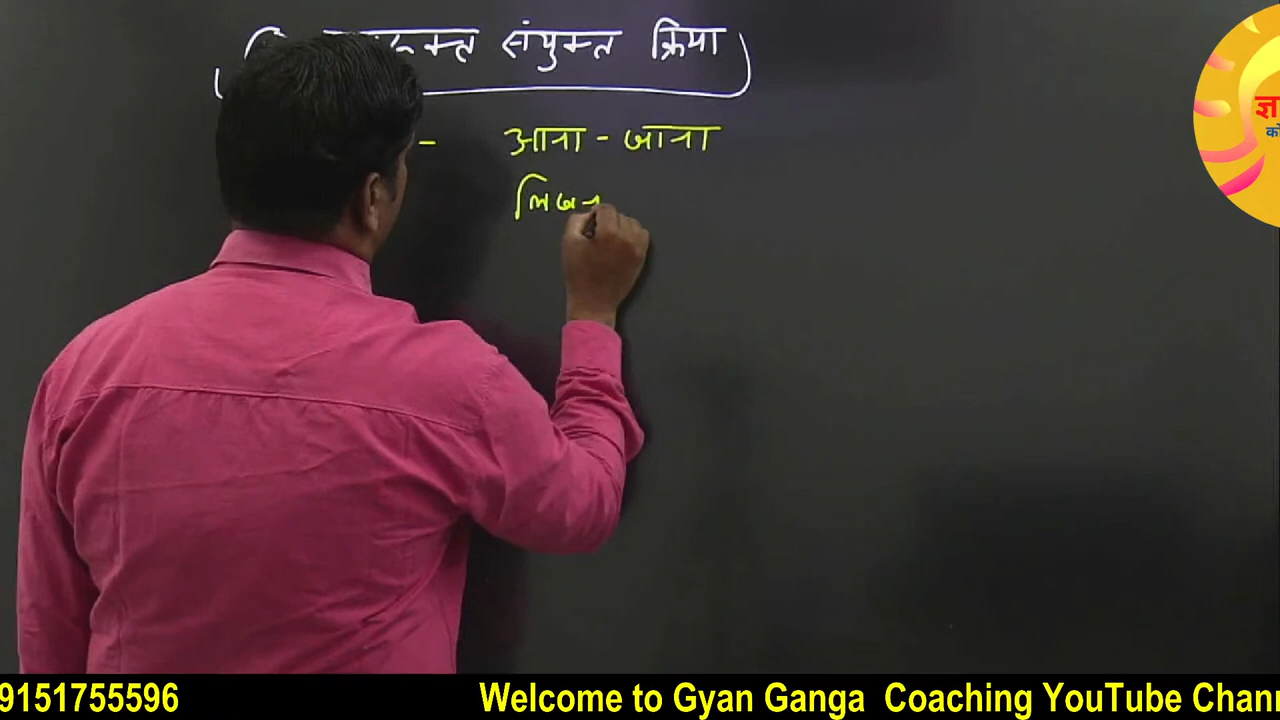 संयुक्त क्रिया
- आना - जाना
9151755596 Welcome to Gyan Ganga Coaching YouTube Chan